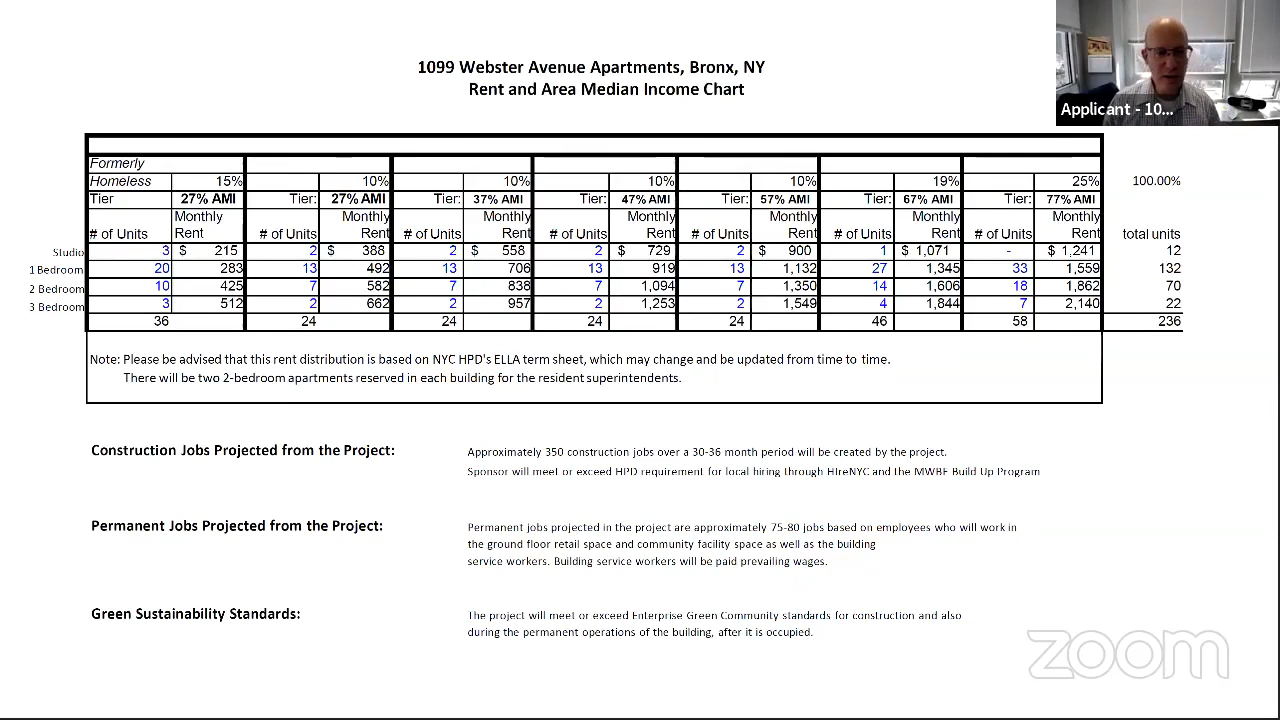 Applicant - 10...
1099 Webster Avenue Apartments, Bronx, NY
Rent and Area Median Income Chart
Formerly
Homeless 15% 10% 10% 10% 10% 19% 25% 100.00%
Tier 27% AMI Tier: 27% AMI Tier: 37% AMI Tier: 47% AMI Tier: 57% AMI Tier: 67% AMI Tier: 77% AMI
Monthly Monthly Monthly Monthly Monthly Monthly Monthly
# of Units Rent # of Units Rent # of Units Rent # of Units Rent # of Units Rent # of Units Rent # of Units Rent total units
Studio 3 $ 215 2 $ 388 2 $ 558 2 $ 729 2 $ 900 1 $ 1,071 - $ 1,241 12
1 Bedroom 20 283 13 492 13 706 13 919 13 1,132 27 1,345 33 1,559 132
2 Bedroom 10 425 7 582 7 838 7 1,094 7 1,350 14 1,606 18 1,862 70
3 Bedroom 3 512 2 662 2 957 2 1,253 2 1,549 4 1,844 7 2,140 22
36 24 24 24 24 46 58 236
Note: Please be advised that this rent distribution is based on NYC HPD's ELLA term sheet, which may change and be updated from time to time.
There will be two 2-bedroom apartments reserved in each building for the resident superintendents.
Construction Jobs Projected from the Project: Approximately 350 construction jobs over a 30-36 month period will be created by the project.
Sponsor will meet or exceed HPD requirement for local hiring through HIreNYC and the MWBE Build Up Program
Permanent Jobs Projected from the Project: Permanent jobs projected in the project are approximately 75-80 jobs based on employees who will work in
the ground floor retail space and community facility space as well as the building
service workers. Building service workers will be paid prevailing wages.
Green Sustainability Standards: The project will meet or exceed Enterprise Green Community standards for construction and also
during the permanent operations of the building, after it is occupied.
zoom